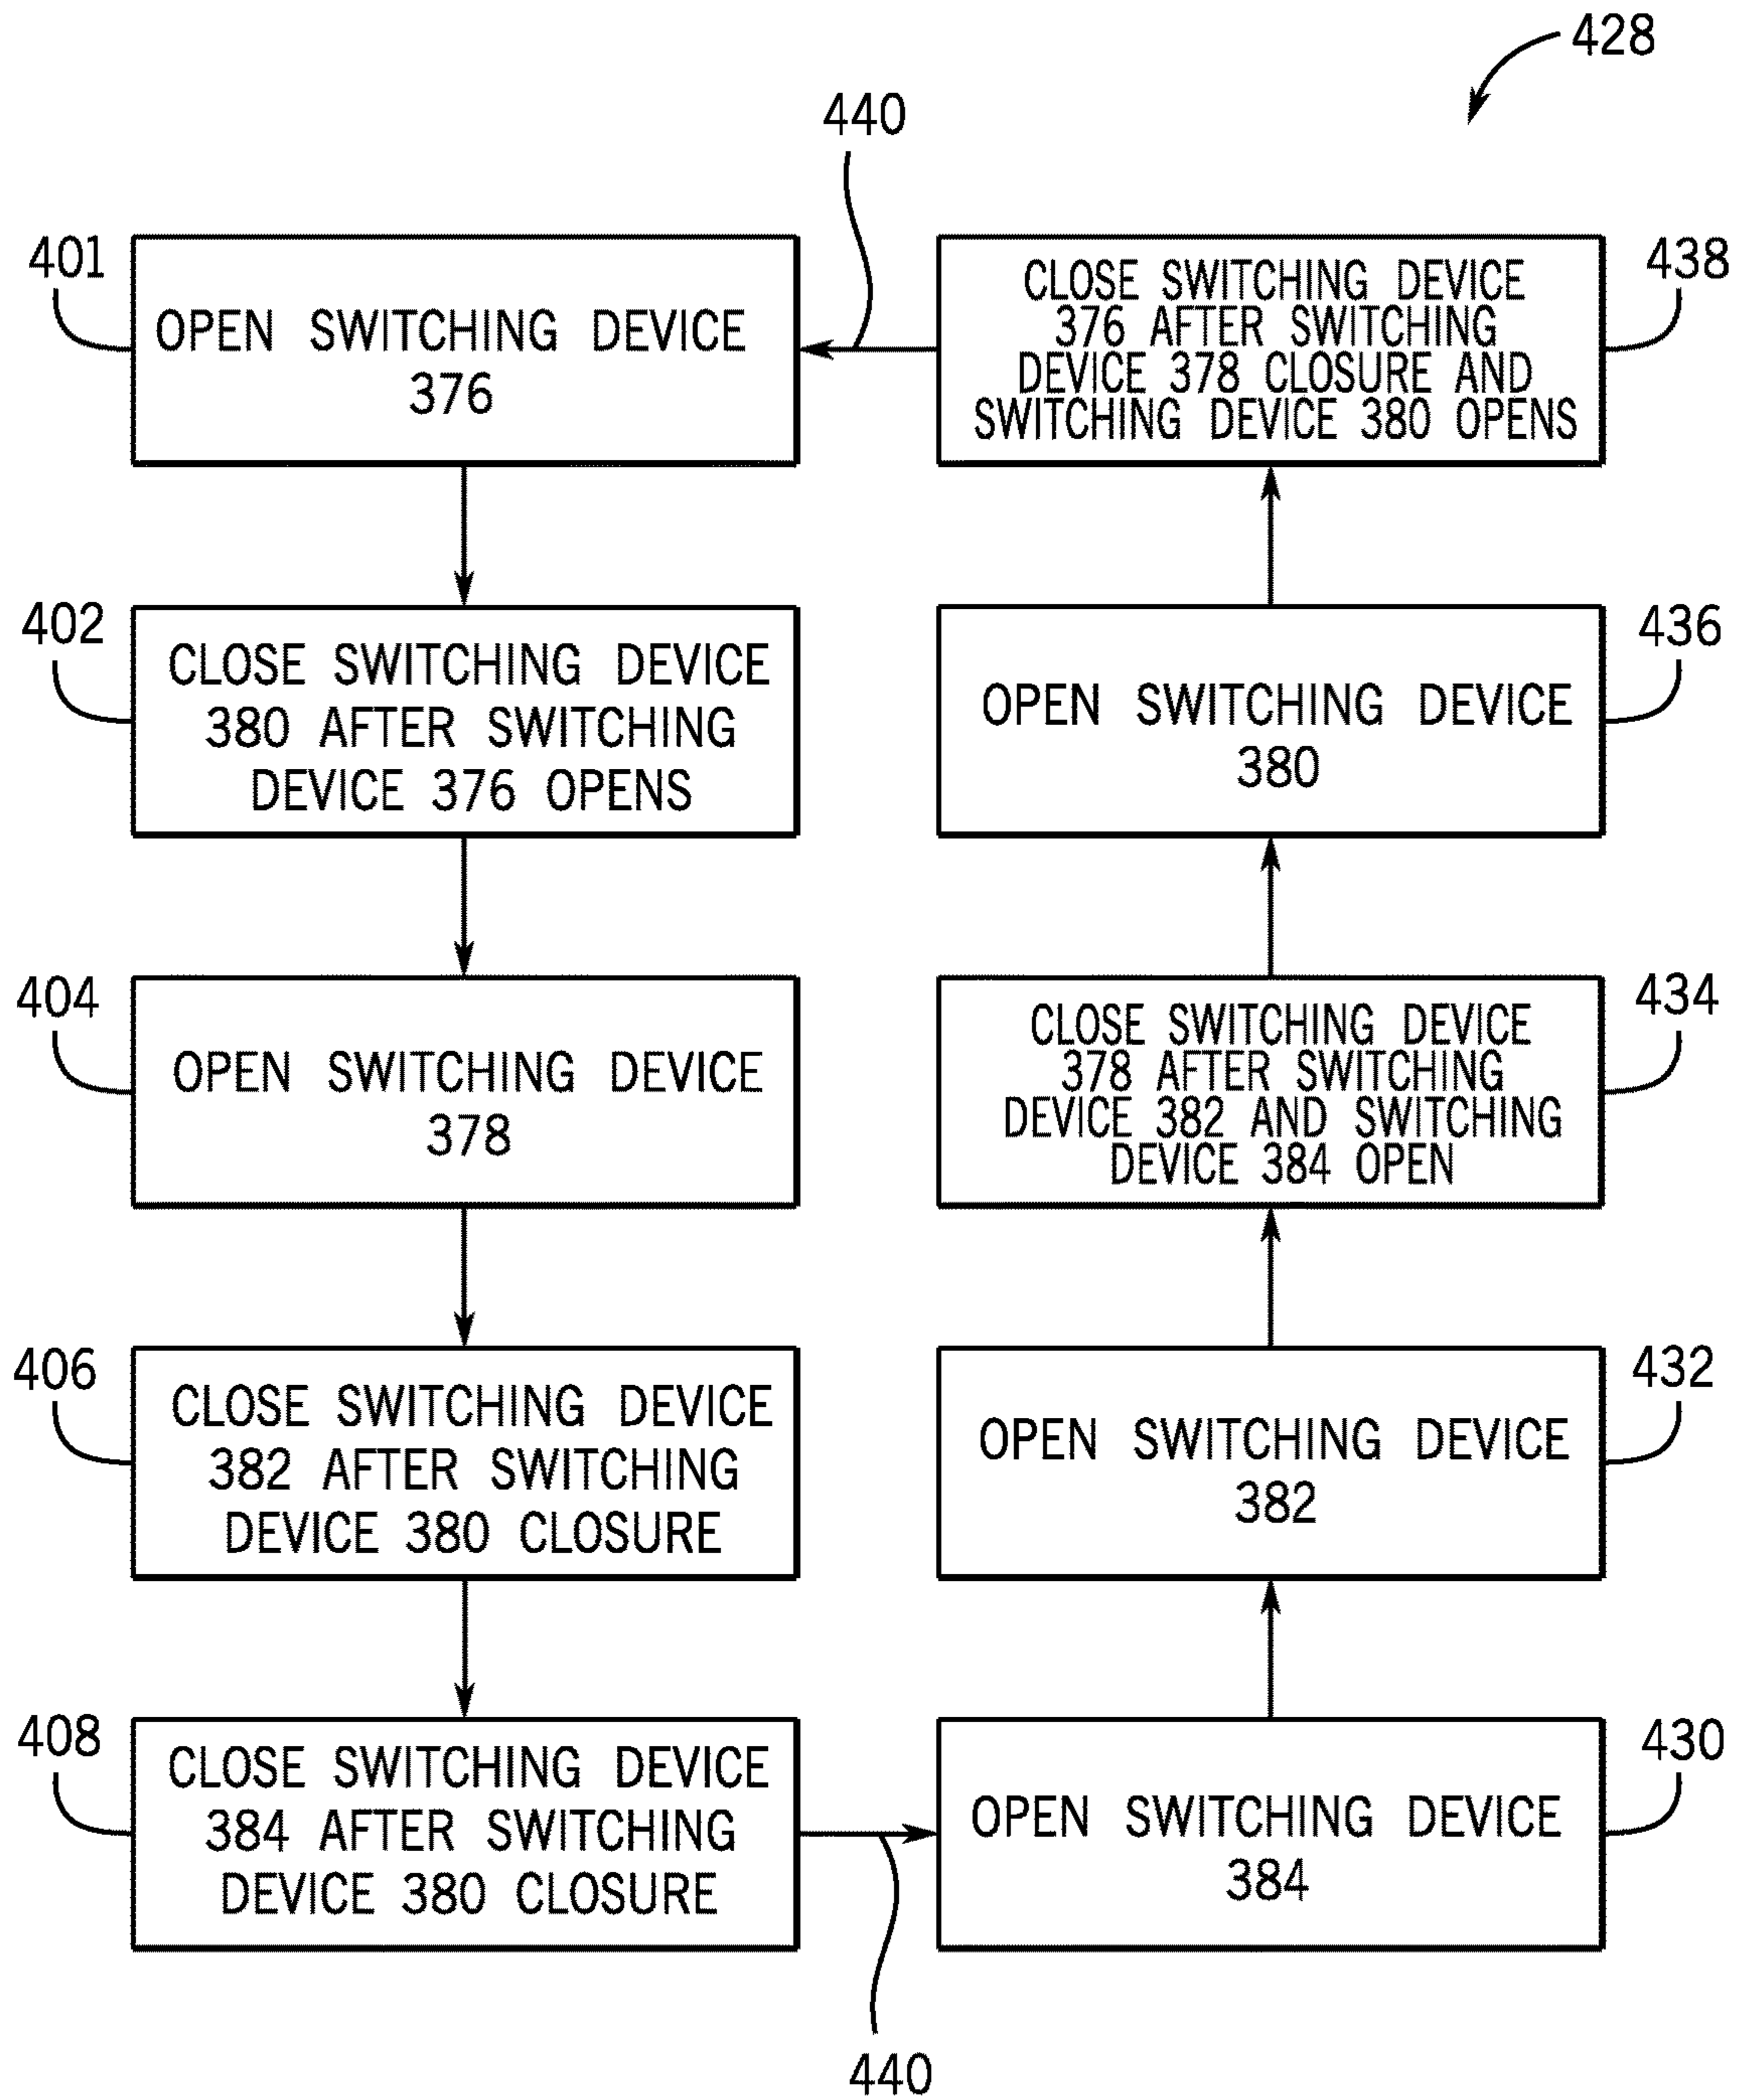 428
440
401
OPEN SWITCHING DEVICE
376
438
CLOSE SWITCHING DEVICE
376 AFTER SWITCHING
DEVICE 378 CLOSURE AND
SWITCHING DEVICE 380 OPENS
402
CLOSE SWITCHING DEVICE
380 AFTER SWITCHING
DEVICE 376 OPENS
436
OPEN SWITCHING DEVICE
380
404
OPEN SWITCHING DEVICE
378
434
CLOSE SWITCHING DEVICE
378 AFTER SWITCHING
DEVICE 382 AND SWITCHING
DEVICE 384 OPEN
406
CLOSE SWITCHING DEVICE
382 AFTER SWITCHING
DEVICE 380 CLOSURE
432
OPEN SWITCHING DEVICE
382
408
CLOSE SWITCHING DEVICE
384 AFTER SWITCHING
DEVICE 380 CLOSURE
430
OPEN SWITCHING DEVICE
384
440